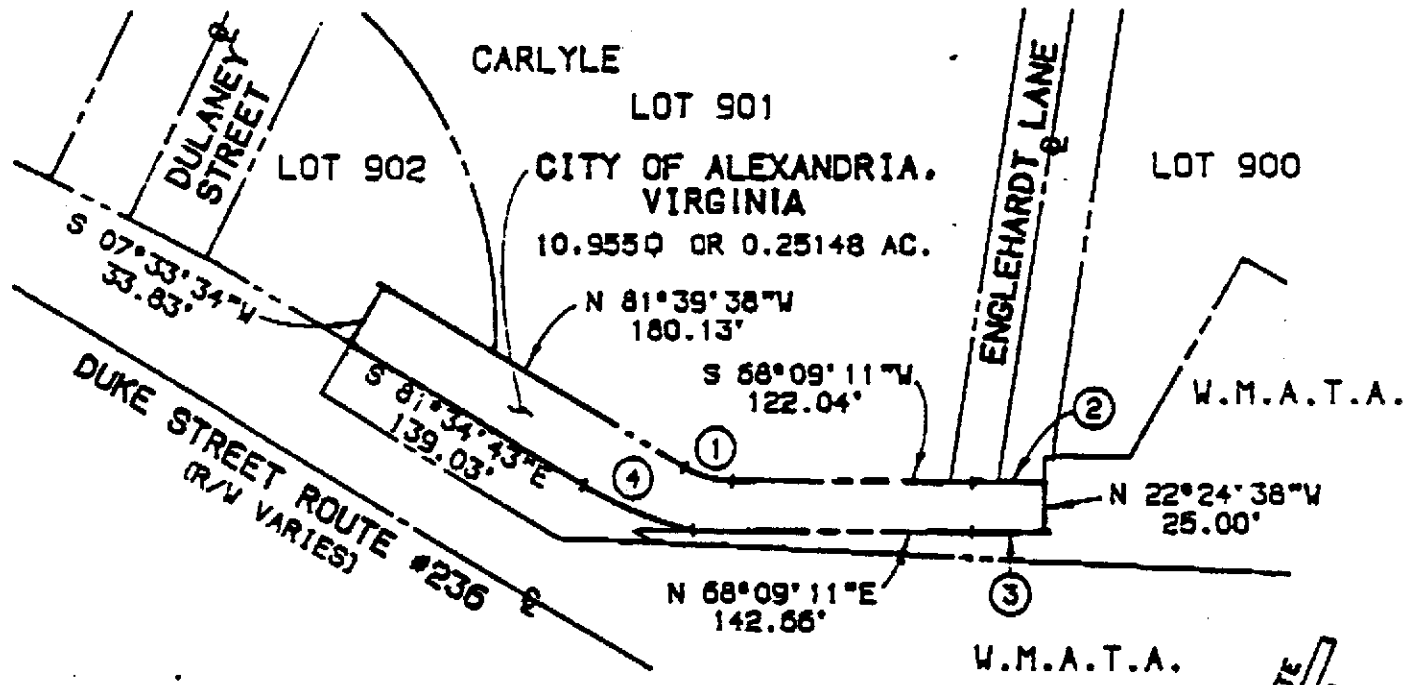 CARLYLE
LOT 901
DULANEY
STREET
LOT 902
CITY OF ALEXANDRIA.
VIRGINIA
10.955⏍ OR 0.25148 AC.
ENGLEHARDT LANE
℄
℄
LOT 900
S 07°33'34"W
33.83'
N 81°39'38"W
180.13'
S 68°09'11"W
122.04'
②
W.M.A.T.A.
S 81°34'43"E
139.03'
①
④
N 22°24'38"W
25.00'
DUKE STREET ROUTE #236
℄
(R/W VARIES)
N 68°09'11"E
142.66'
③
W.M.A.T.A.